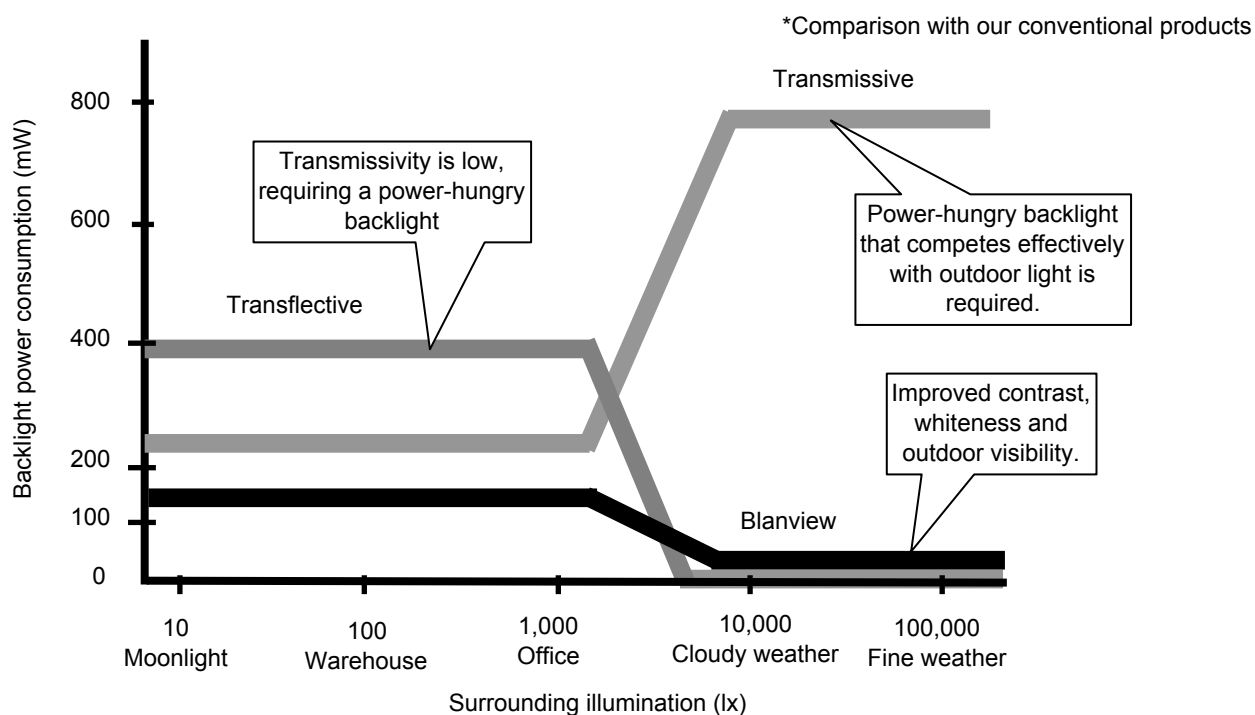 *Comparison with our conventional products
Transmissive
800
Transmissivity is low,
requiring a power-hungry
backlight
600
Power-hungry backlight
that competes effectively
with outdoor light is
required.
Backlight power consumption (mW)
Transflective
400
Improved contrast,
whiteness and
outdoor visibility.
200
100
Blanview
0
10
100
1,000
10,000
100,000
Moonlight
Warehouse
Office
Cloudy weather
Fine weather
Surrounding illumination (lx)